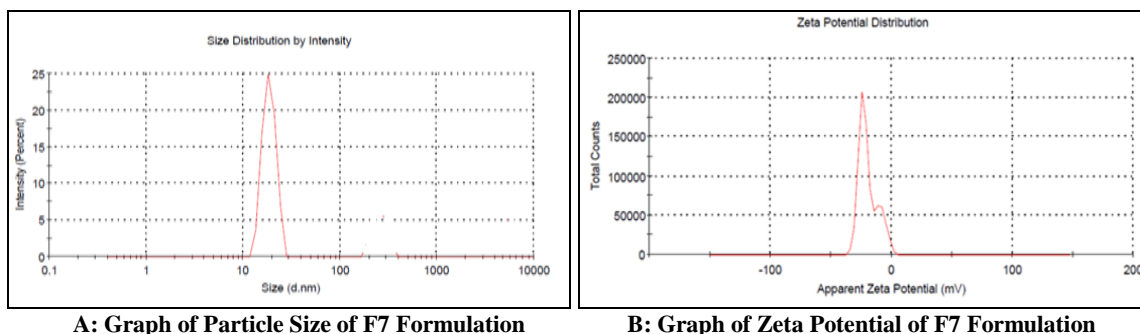 Size Distribution by Intensity
25
20
15
10
5
0
0.1 1 10 100 1000 10000
Intensity (Percent)
Size (d.nm)
A: Graph of Particle Size of F7 Formulation
Zeta Potential Distribution
250000
200000
150000
100000
50000
0
-100 0 100 200
Total Counts
Apparent Zeta Potential (mV)
B: Graph of Zeta Potential of F7 Formulation